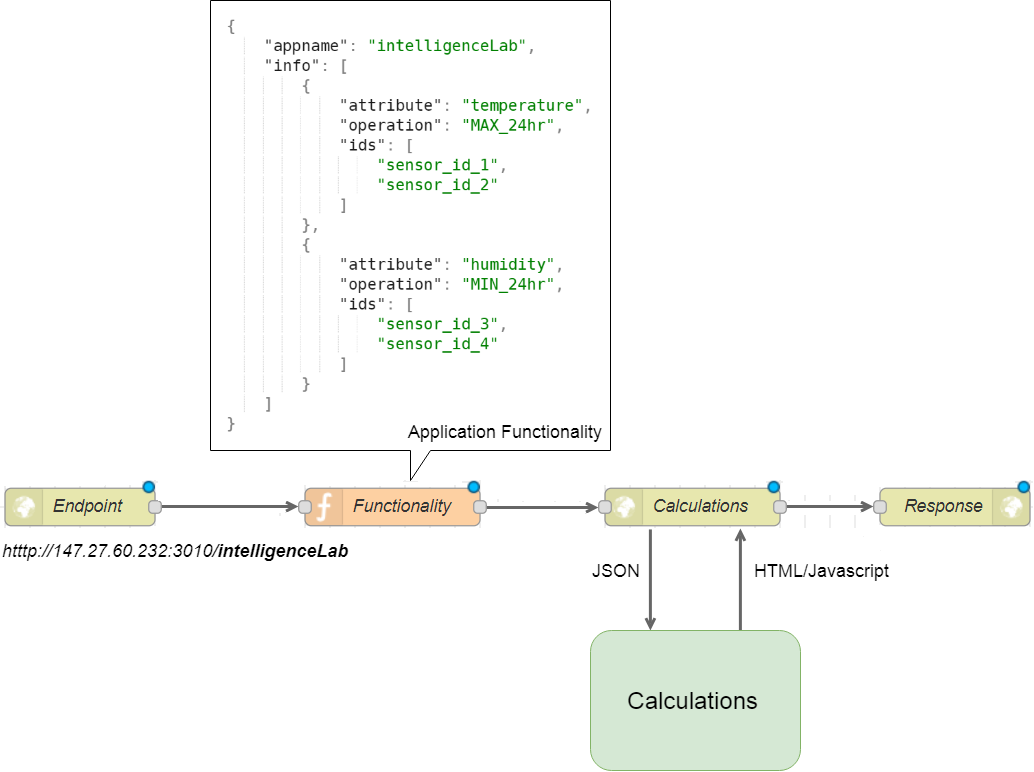 {
"appname": "intelligenceLab",
"info": [
{
"attribute": "temperature",
"operation": "MAX_24hr",
"ids": [
"sensor_id_1",
"sensor_id_2"
]
},
{
"attribute": "humidity",
"operation": "MIN_24hr",
"ids": [
"sensor_id_3",
"sensor_id_4"
]
}
]
}
Application Functionality
Endpoint
f Functionality
Calculations
Response
htttp://147.27.60.232:3010/intelligenceLab
JSON
HTML/Javascript
Calculations